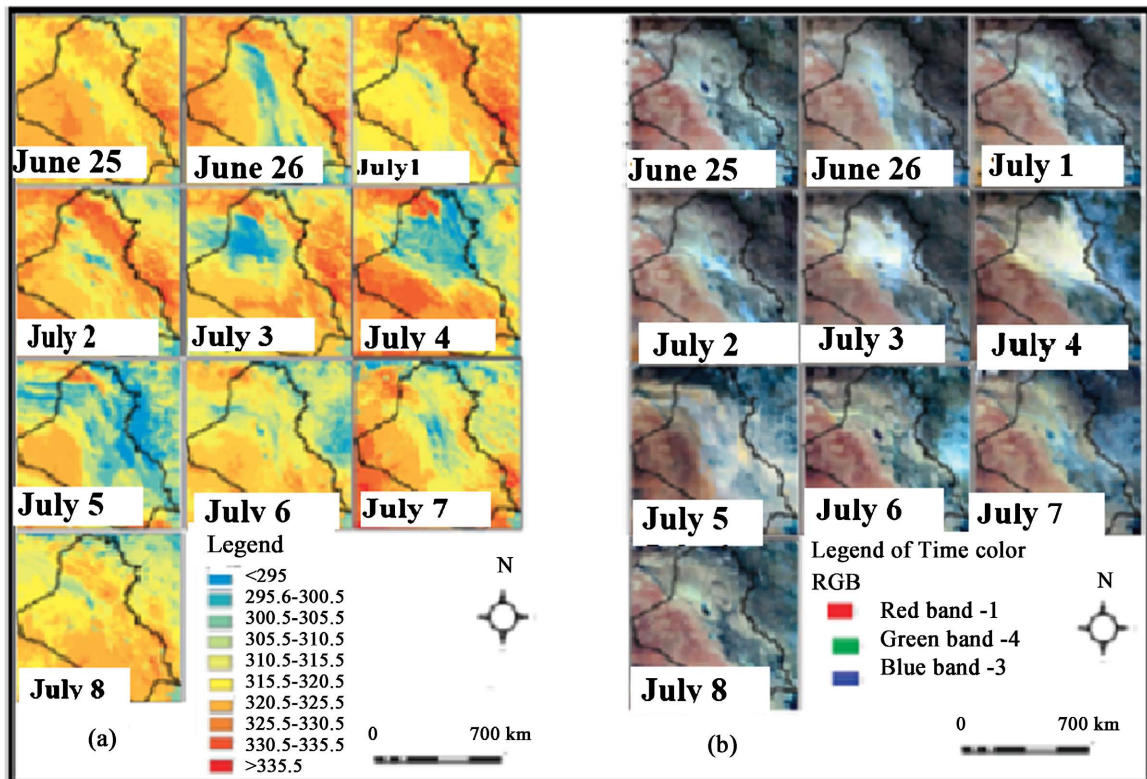 June 25
June 26
July 1
July 2
July 3
July 4
July 5
July 6
July 7
July 8
Legend
<295
295.6-300.5
300.5-305.5
305.5-310.5
310.5-315.5
315.5-320.5
320.5-325.5
325.5-330.5
330.5-335.5
>335.5
N
0 700 km
(a)
June 25
June 26
July 1
July 2
July 3
July 4
July 5
July 6
July 7
July 8
Legend of Time color
RGB
Red band -1
Green band -4
Blue band -3
N
0 700 km
(b)